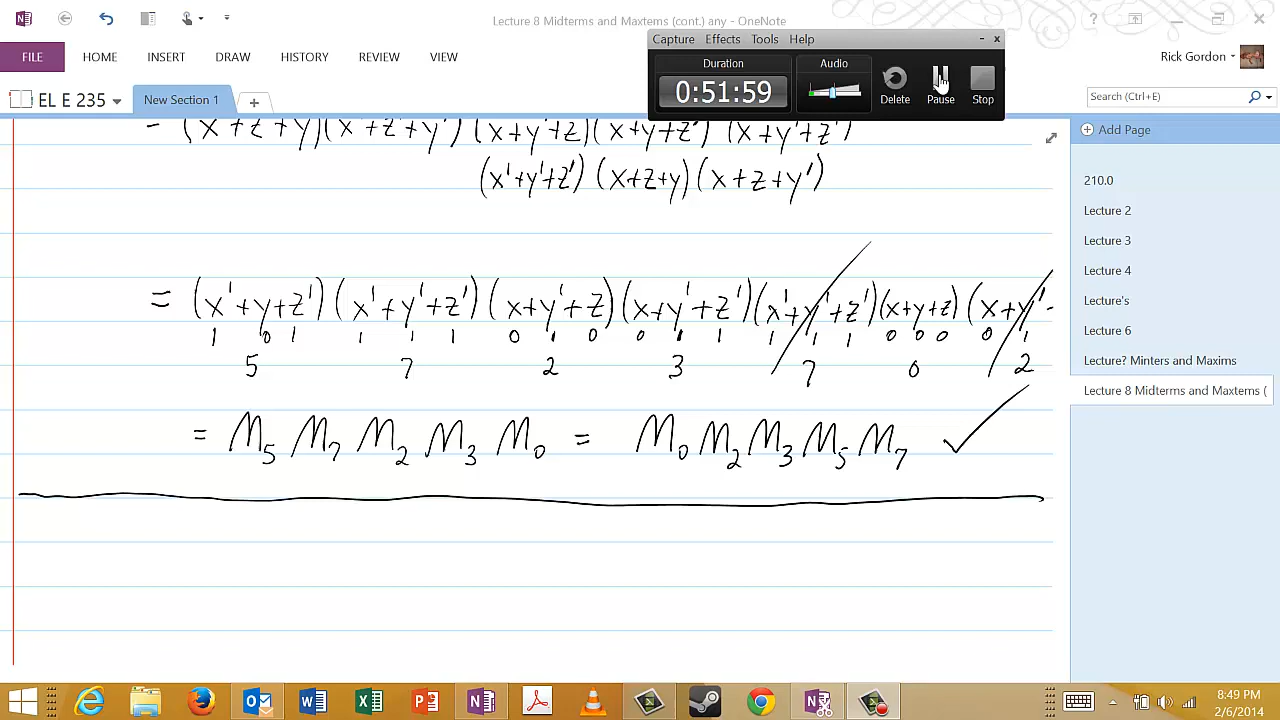 Lecture 8 Midterms and Maxtems (cont.) any - OneNote
Capture Effects Tools Help
FILE HOME INSERT DRAW HISTORY REVIEW VIEW
Rick Gordon
Duration
0:51:59
Audio
Delete Pause Stop
EL E 235
New Section 1
Search (Ctrl+E)
Add Page
210.0
Lecture 2
Lecture 3
Lecture 4
Lecture's
Lecture 6
Lecture? Minters and Maxims
Lecture 8 Midterms and Maxtems (
= (x+z+y)(x+z+y') (x+y'+z)(x+y+z') (x+y'+z')
(x'+y'+z') (x+z+y)(x+z+y')
= (x'+y+z') (x'+y'+z') (x+y'+z) (x+y'+z') (x'+y'+z') (x+y+z) (x+y'+
1 0 1 1 1 1 0 1 0 0 1 1 1 1 1 0 0 0 0 1
5 7 2 3 7 0 2
= M5 M7 M2 M3 M0 = M0 M2 M3 M5 M7 ✓
8:49 PM
2/6/2014